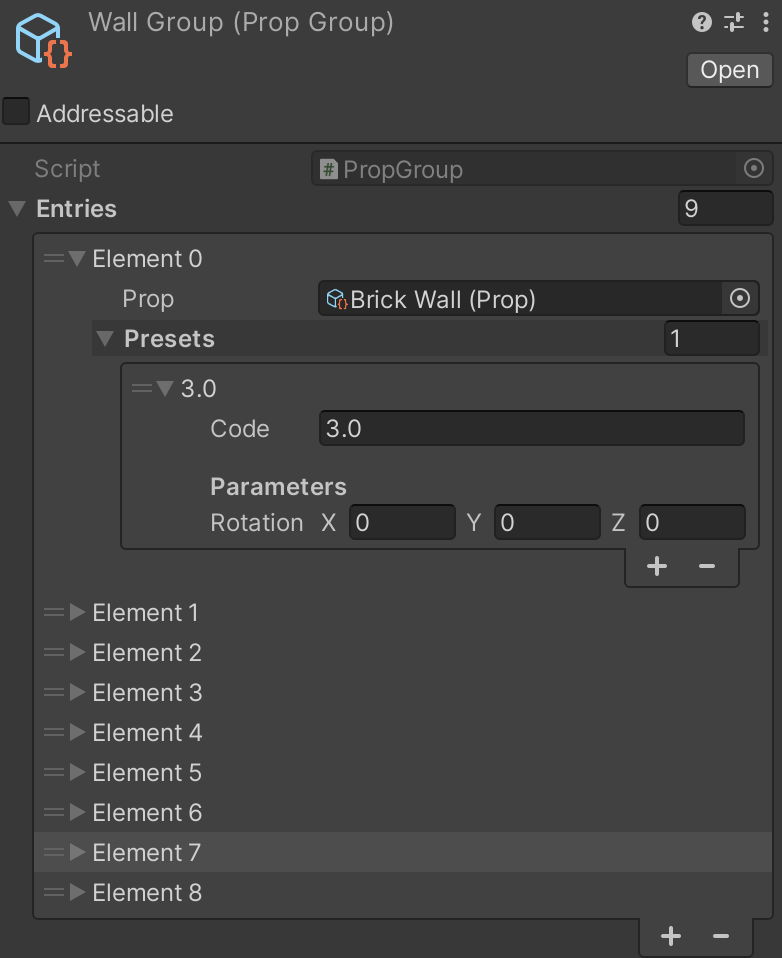 Wall Group (Prop Group)
Open
Addressable
Script PropGroup
Entries 9
Element 0
Prop Brick Wall (Prop)
Presets 1
3.0
Code 3.0
Parameters
Rotation X 0 Y 0 Z 0
Element 1
Element 2
Element 3
Element 4
Element 5
Element 6
Element 7
Element 8